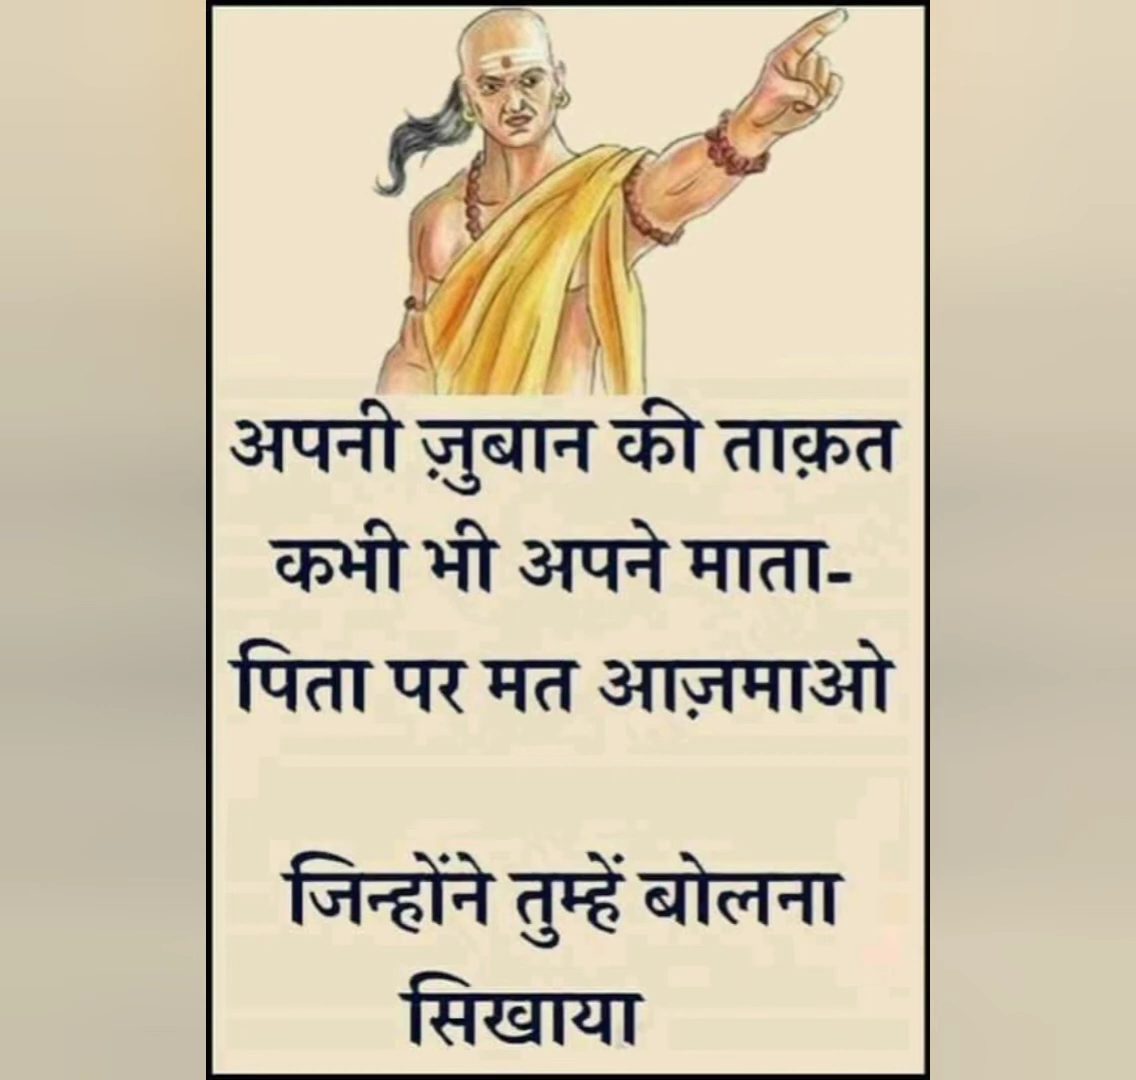 अपनी ज़ुबान की ताक़त
कभी भी अपने माता-
पिता पर मत आज़माओ
जिन्होंने तुम्हें बोलना
सिखाया